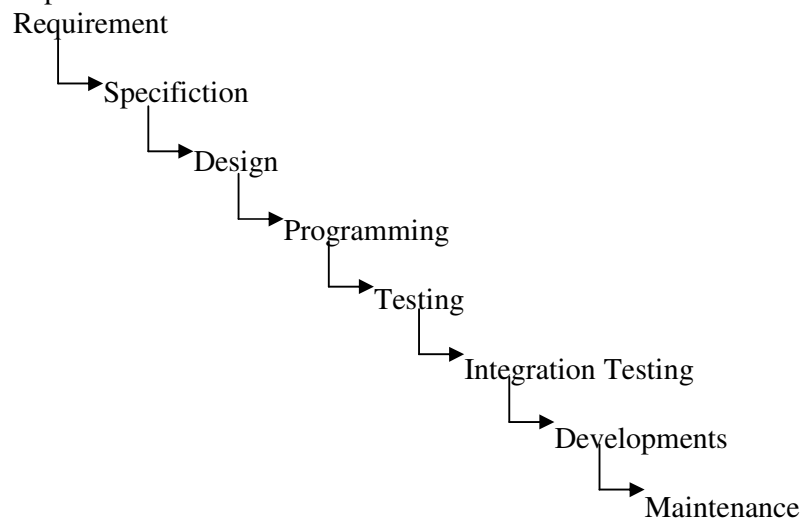 Requirement
Specifiction
Design
Programming
Testing
Integration Testing
Developments
Maintenance